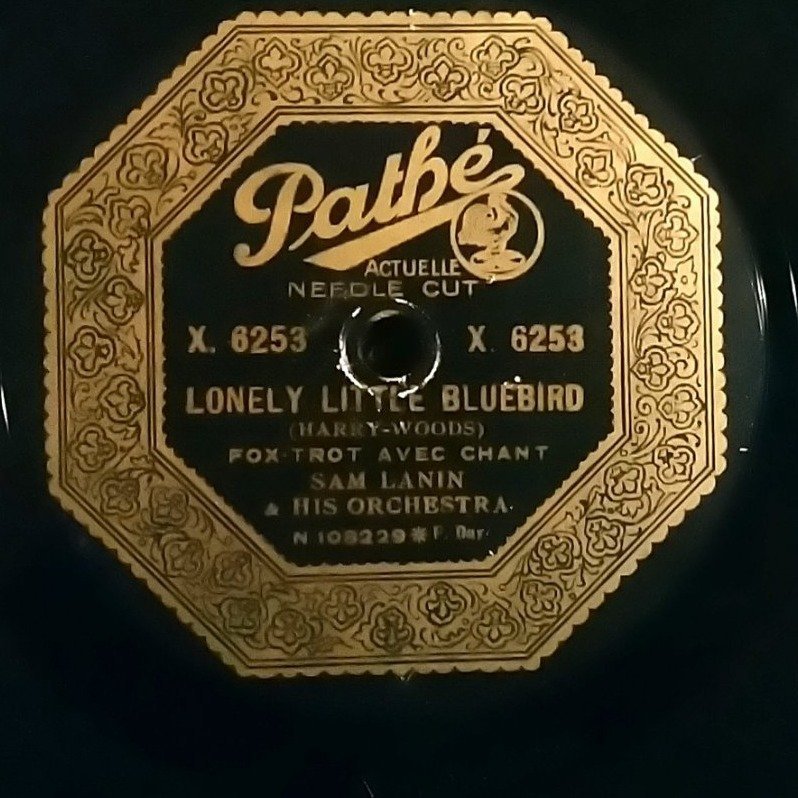 Pathé
ACTUELLE
NEEDLE CUT
X. 6253 X. 6253
LONELY LITTLE BLUEBIRD
(HARRY-WOODS)
FOX-TROT AVEC CHANT
SAM LANIN
& HIS ORCHESTRA
N 108229 * F. Day